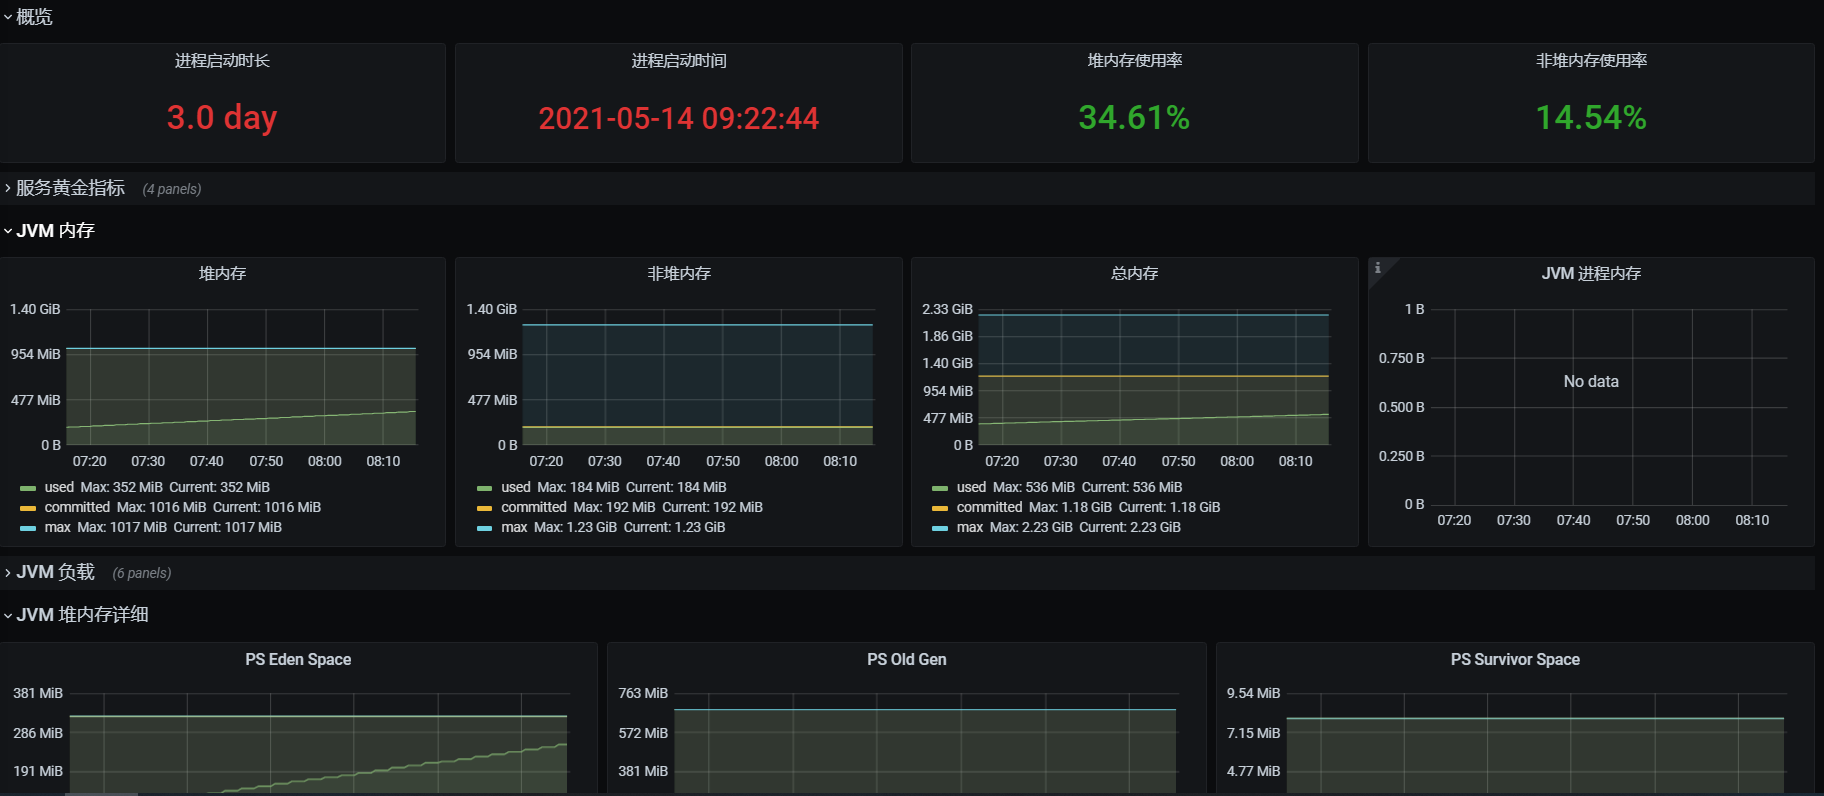 概览
进程启动时长
3.0 day
进程启动时间
2021-05-14 09:22:44
堆内存使用率
34.61%
非堆内存使用率
14.54%
服务黄金指标 (4 panels)
JVM 内存
堆内存
1.40 GiB
954 MiB
477 MiB
0 B
07:20 07:30 07:40 07:50 08:00 08:10
used Max: 352 MiB Current: 352 MiB
committed Max: 1016 MiB Current: 1016 MiB
max Max: 1017 MiB Current: 1017 MiB
非堆内存
1.40 GiB
954 MiB
477 MiB
0 B
07:20 07:30 07:40 07:50 08:00 08:10
used Max: 184 MiB Current: 184 MiB
committed Max: 192 MiB Current: 192 MiB
max Max: 1.23 GiB Current: 1.23 GiB
总内存
2.33 GiB
1.86 GiB
1.40 GiB
954 MiB
477 MiB
0 B
07:20 07:30 07:40 07:50 08:00 08:10
used Max: 536 MiB Current: 536 MiB
committed Max: 1.18 GiB Current: 1.18 GiB
max Max: 2.23 GiB Current: 2.23 GiB
i
JVM 进程内存
1 B
0.750 B
No data
0.500 B
0.250 B
0 B
07:20 07:30 07:40 07:50 08:00 08:10
JVM 负载 (6 panels)
JVM 堆内存详细
PS Eden Space
381 MiB
286 MiB
191 MiB
PS Old Gen
763 MiB
572 MiB
381 MiB
PS Survivor Space
9.54 MiB
7.15 MiB
4.77 MiB